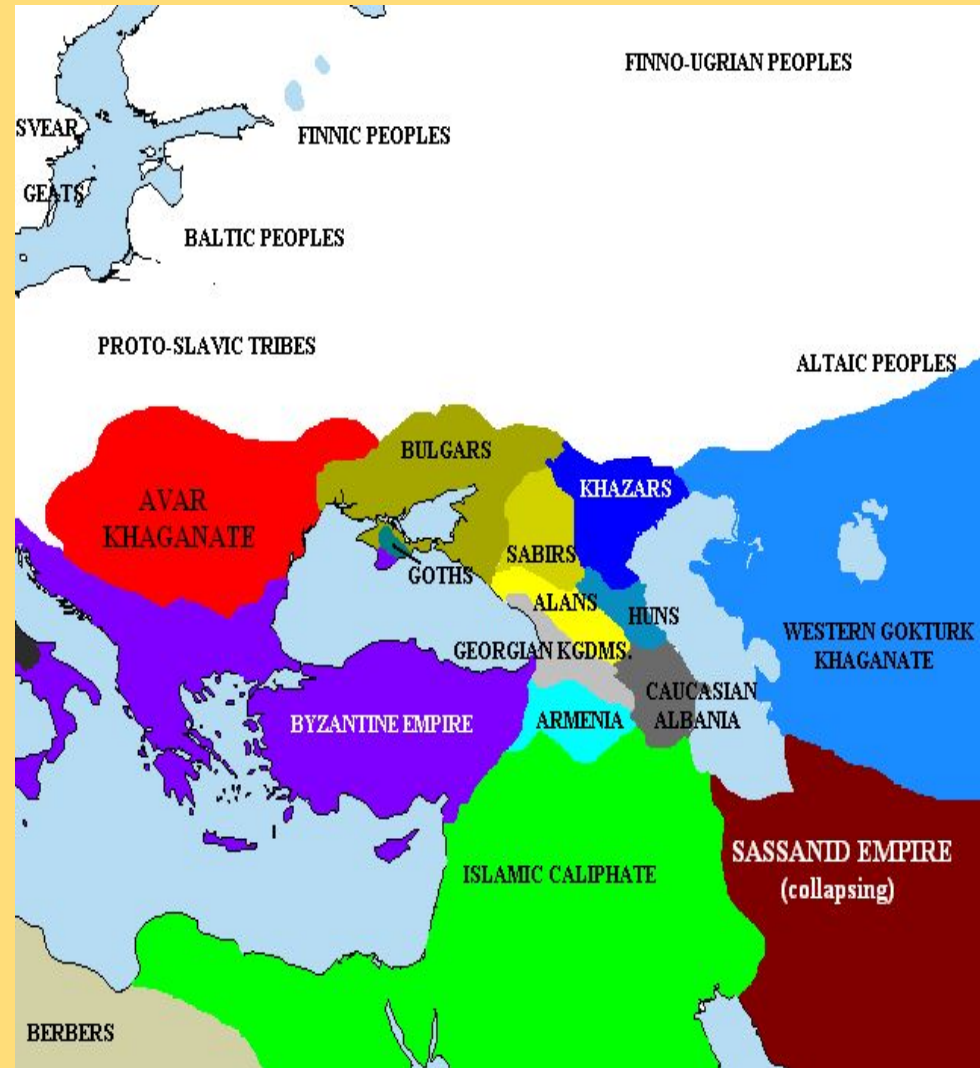 FINNO-UGRIAN PEOPLES
SVEAR
FINNIC PEOPLES
GEATS
BALTIC PEOPLES
PROTO-SLAVIC TRIBES
ALTAIC PEOPLES
BULGARS
KHAZARS
AVAR
KHAGANATE
SABIRS
GOTHS
ALANS
HUNS
GEORGIAN KGDMS.
WESTERN GOKTURK
KHAGANATE
CAUCASIAN
ALBANIA
ARMENIA
BYZANTINE EMPIRE
ISLAMIC CALIPHATE
SASSANID EMPIRE
(collapsing)
BERBERS